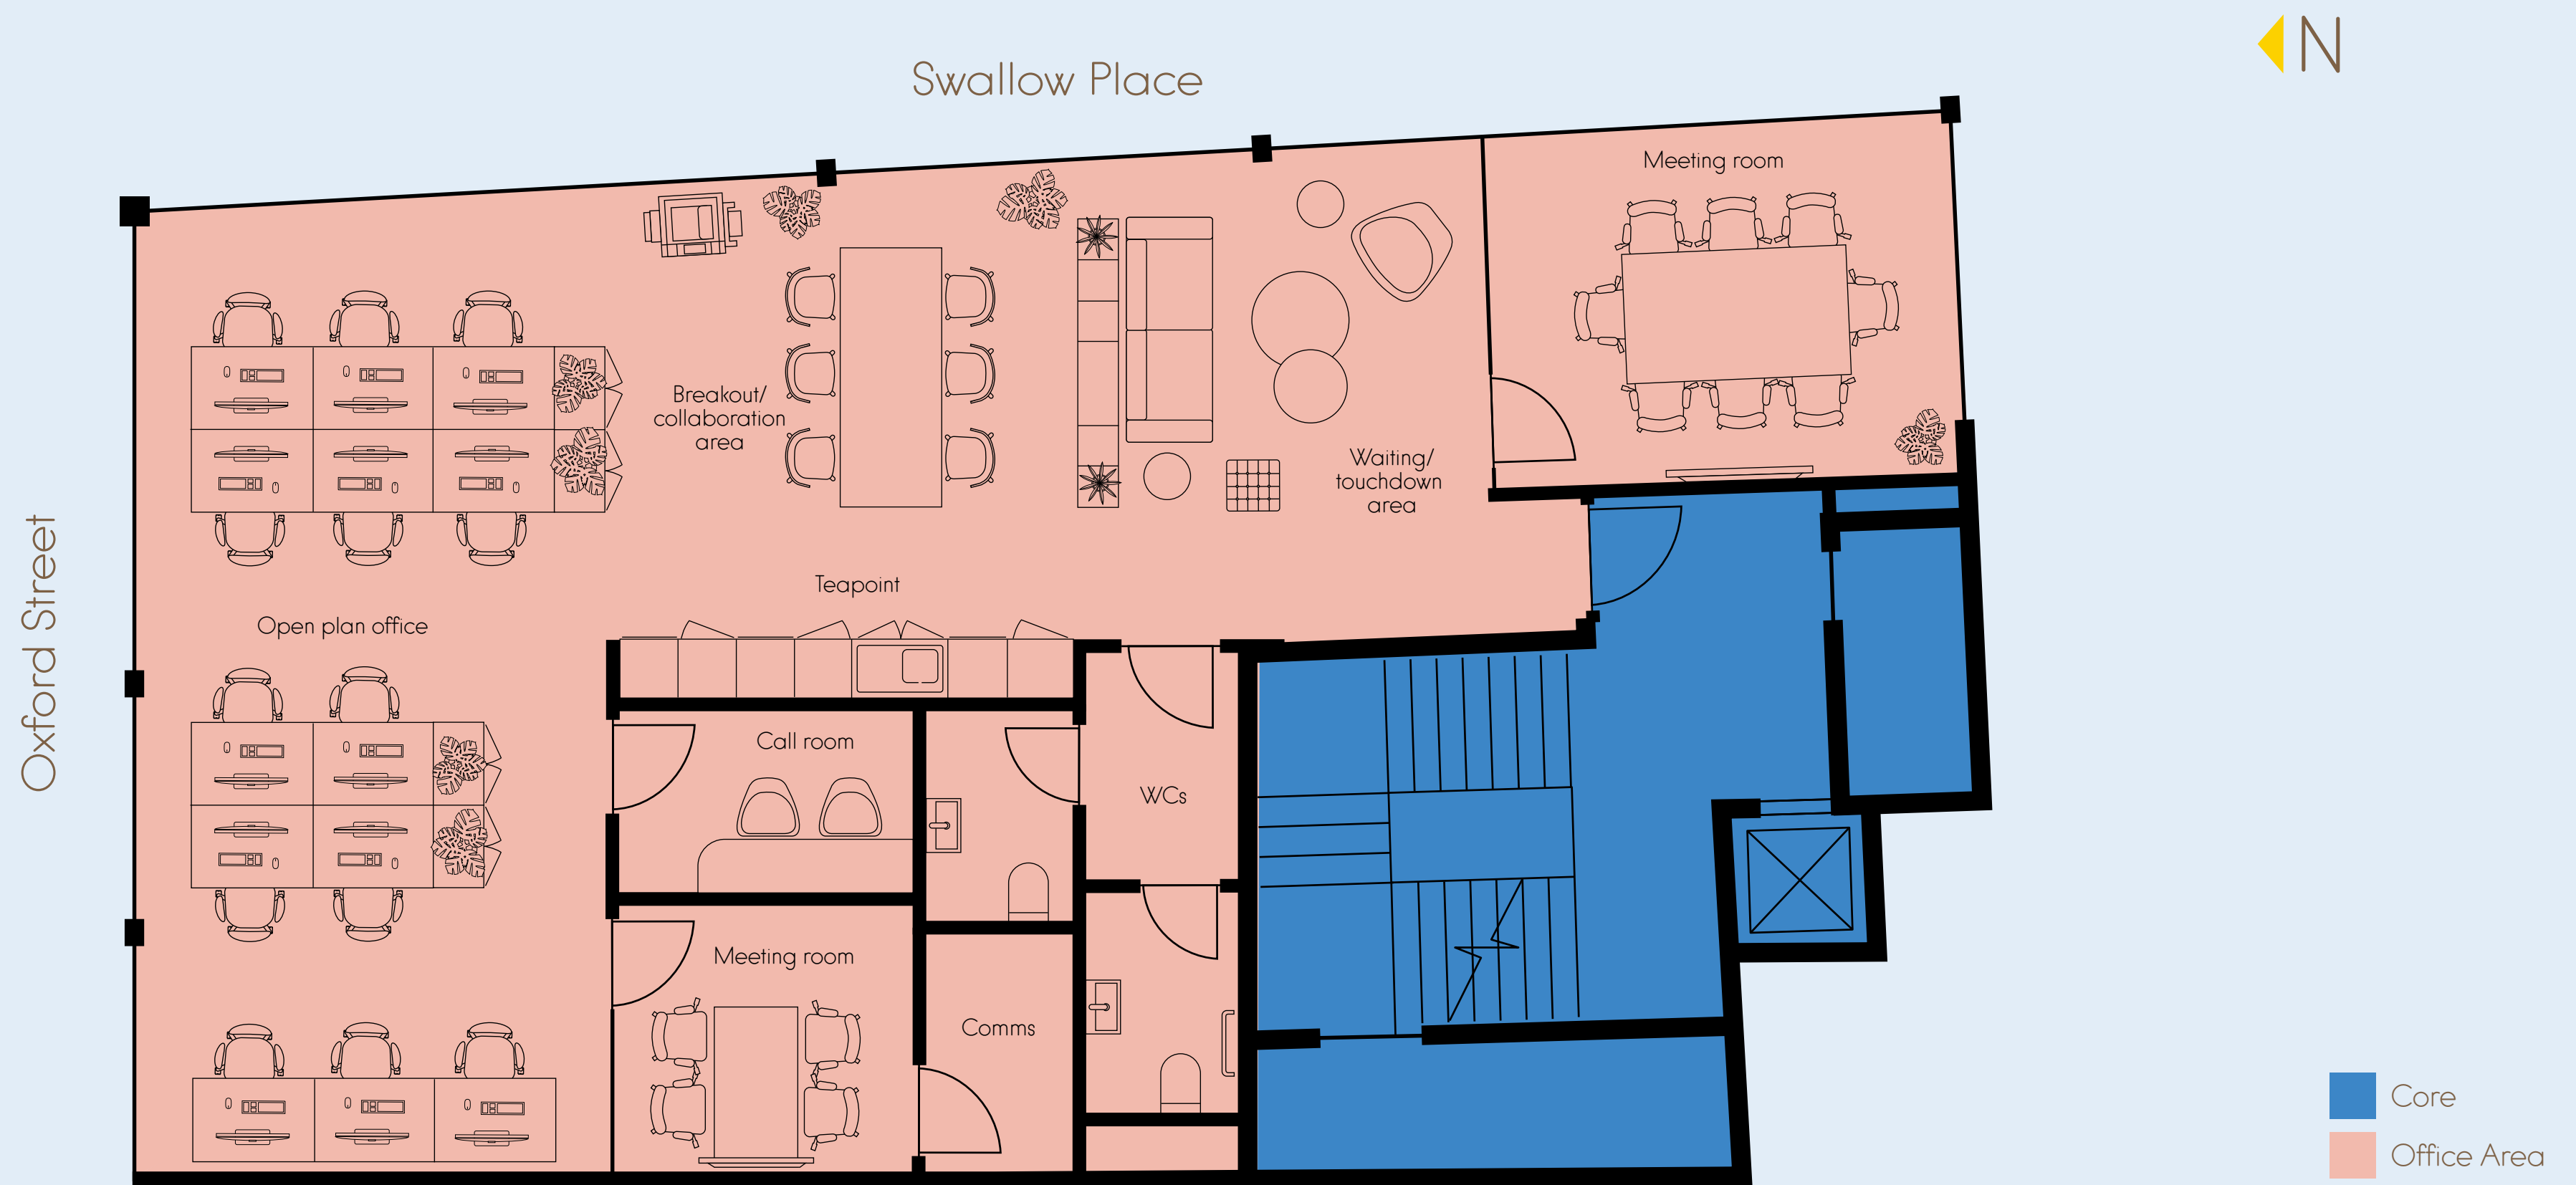 N
Swallow Place
Meeting room
Breakout/
collaboration
area
Waiting/
touchdown
area
Oxford Street
Teapoint
Open plan office
Call room
WCs
Meeting room
Comms
Core
Office Area